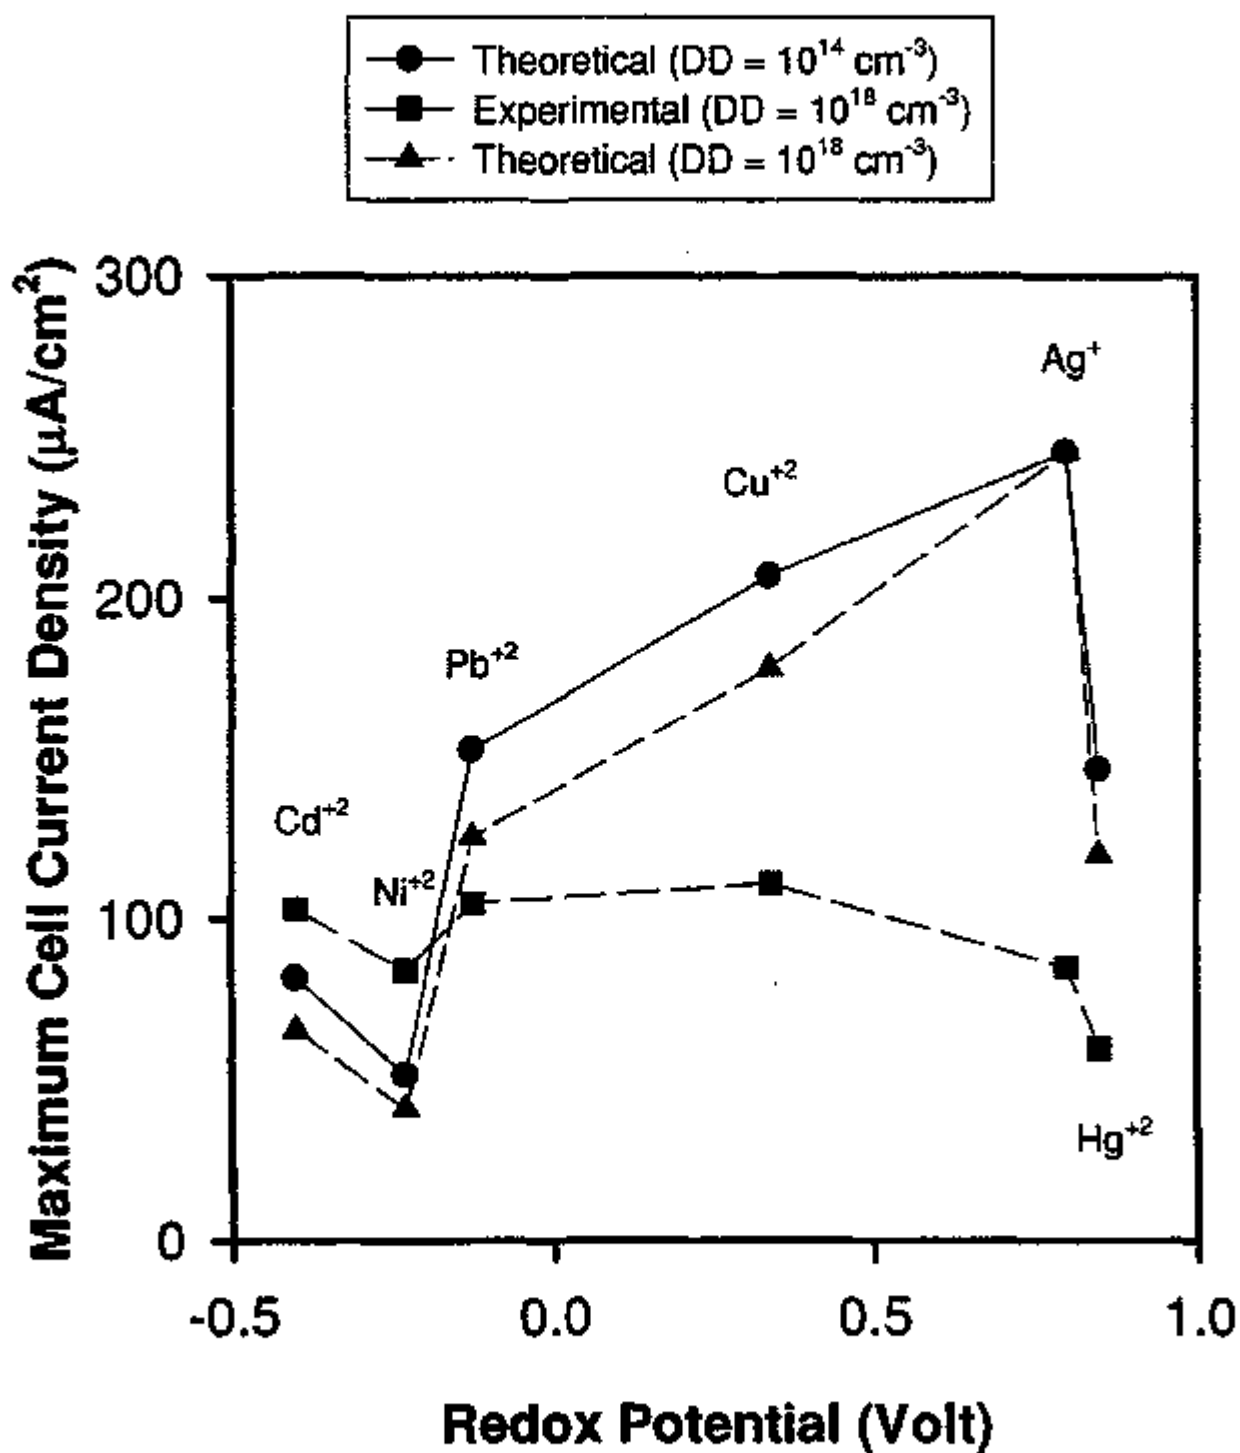 Theoretical (DD = 10¹⁴ cm⁻³)
Experimental (DD = 10¹⁸ cm⁻³)
Theoretical (DD = 10¹⁸ cm⁻³)
Maximum Cell Current Density (μA/cm²)
300
200
100
0
Cd⁺²
Ni⁺²
Pb⁺²
Cu⁺²
Ag⁺
Hg⁺²
-0.5
0.0
0.5
1.0
Redox Potential (Volt)